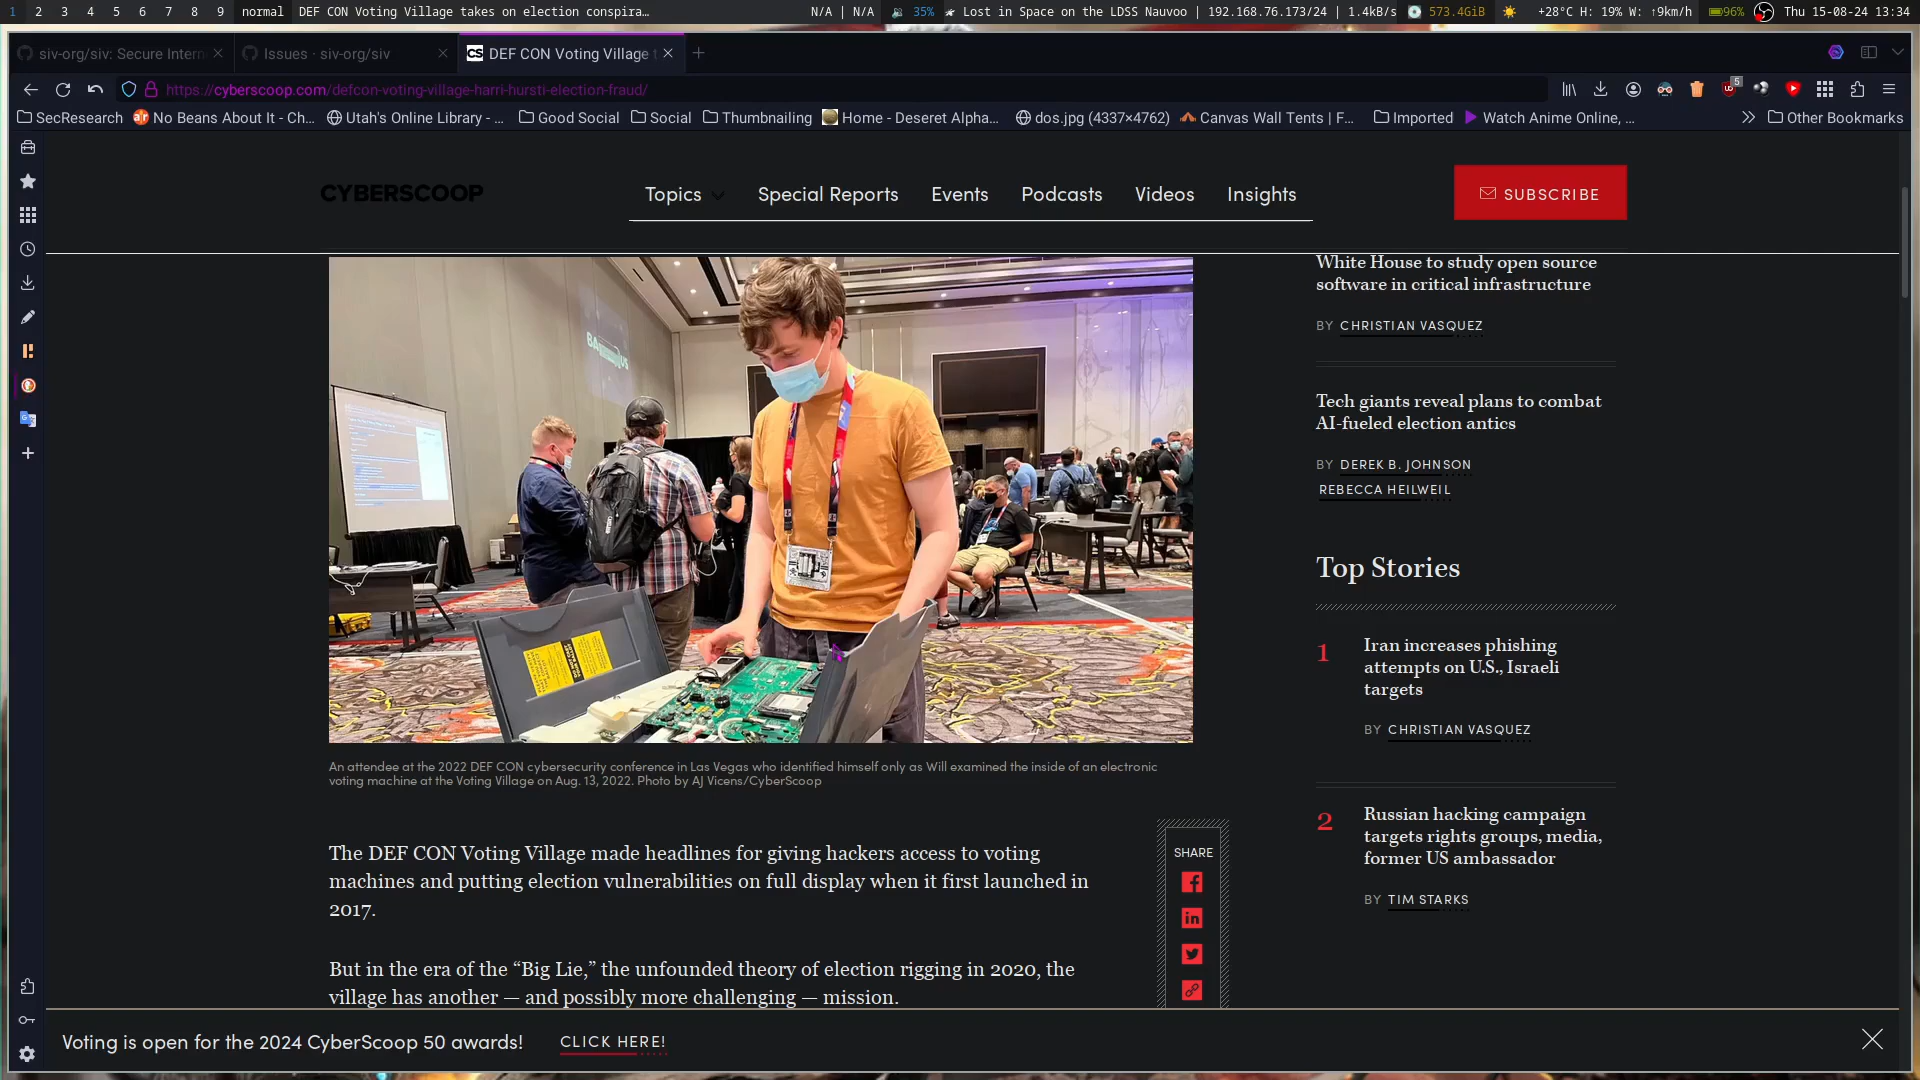 1 2 3 4 5 6 7 8 9 normal DEF CON Voting Village takes on election conspira… N/A | N/A 35% Lost in Space on the LDSS Nauvoo | 192.168.76.173/24 | 1.4kB/s 573.4GiB +28°C H: 19% W: ↑9km/h 96% Thu 15-08-24 13:34
siv-org/siv: Secure Intern
Issues · siv-org/siv
CS DEF CON Voting Village t
https://cyberscoop.com/defcon-voting-village-harri-hursti-election-fraud/
5
SecResearch No Beans About It - Ch… Utah's Online Library - … Good Social Social Thumbnailing Home - Deseret Alpha… dos.jpg (4337×4762) Canvas Wall Tents | F… Imported Watch Anime Online, … Other Bookmarks
CYBERSCOOP
Topics Special Reports Events Podcasts Videos Insights
SUBSCRIBE
White House to study open source
software in critical infrastructure
BY CHRISTIAN VASQUEZ
Tech giants reveal plans to combat
AI-fueled election antics
BY DEREK B. JOHNSON
REBECCA HEILWEIL
Top Stories
1 Iran increases phishing
attempts on U.S., Israeli
targets
BY CHRISTIAN VASQUEZ
2 Russian hacking campaign
targets rights groups, media,
former US ambassador
BY TIM STARKS
An attendee at the 2022 DEF CON cybersecurity conference in Las Vegas who identified himself only as Will examined the inside of an electronic
voting machine at the Voting Village on Aug. 13, 2022. Photo by AJ Vicens/CyberScoop
The DEF CON Voting Village made headlines for giving hackers access to voting
machines and putting election vulnerabilities on full display when it first launched in
2017.
But in the era of the “Big Lie,” the unfounded theory of election rigging in 2020, the
village has another — and possibly more challenging — mission.
SHARE
Voting is open for the 2024 CyberScoop 50 awards! CLICK HERE!